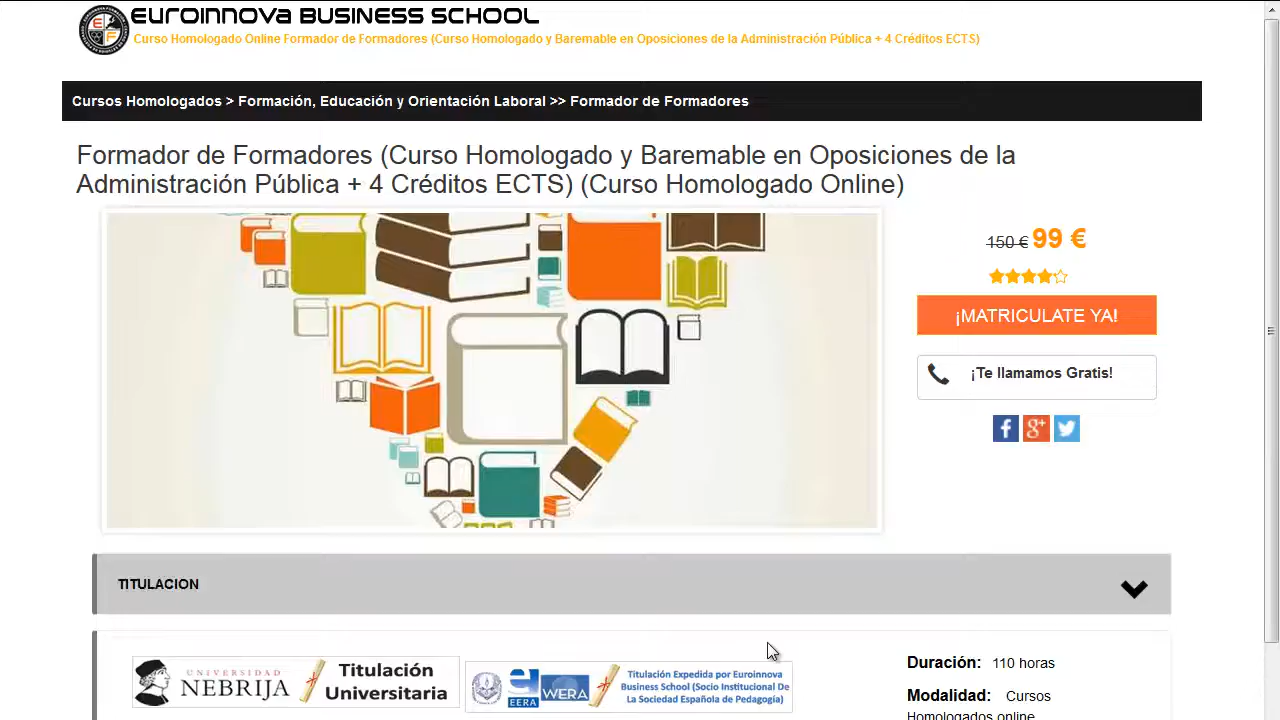 Euroinnova BUSINESS SCHOOL
Curso Homologado Online Formador de Formadores (Curso Homologado y Baremable en Oposiciones de la Administración Pública + 4 Créditos ECTS)
Cursos Homologados > Formación, Educación y Orientación Laboral >> Formador de Formadores
Formador de Formadores (Curso Homologado y Baremable en Oposiciones de la
Administración Pública + 4 Créditos ECTS) (Curso Homologado Online)
150 € 99 €
¡MATRICULATE YA!
¡Te llamamos Gratis!
TITULACION
UNIVERSIDAD
NEBRIJA
Titulación
Universitaria
EERA
WERA
Titulación Expedida por Euroinnova
Business School (Socio Institucional De
La Sociedad Española de Pedagogía)
Duración: 110 horas
Modalidad: Cursos
Homologados online